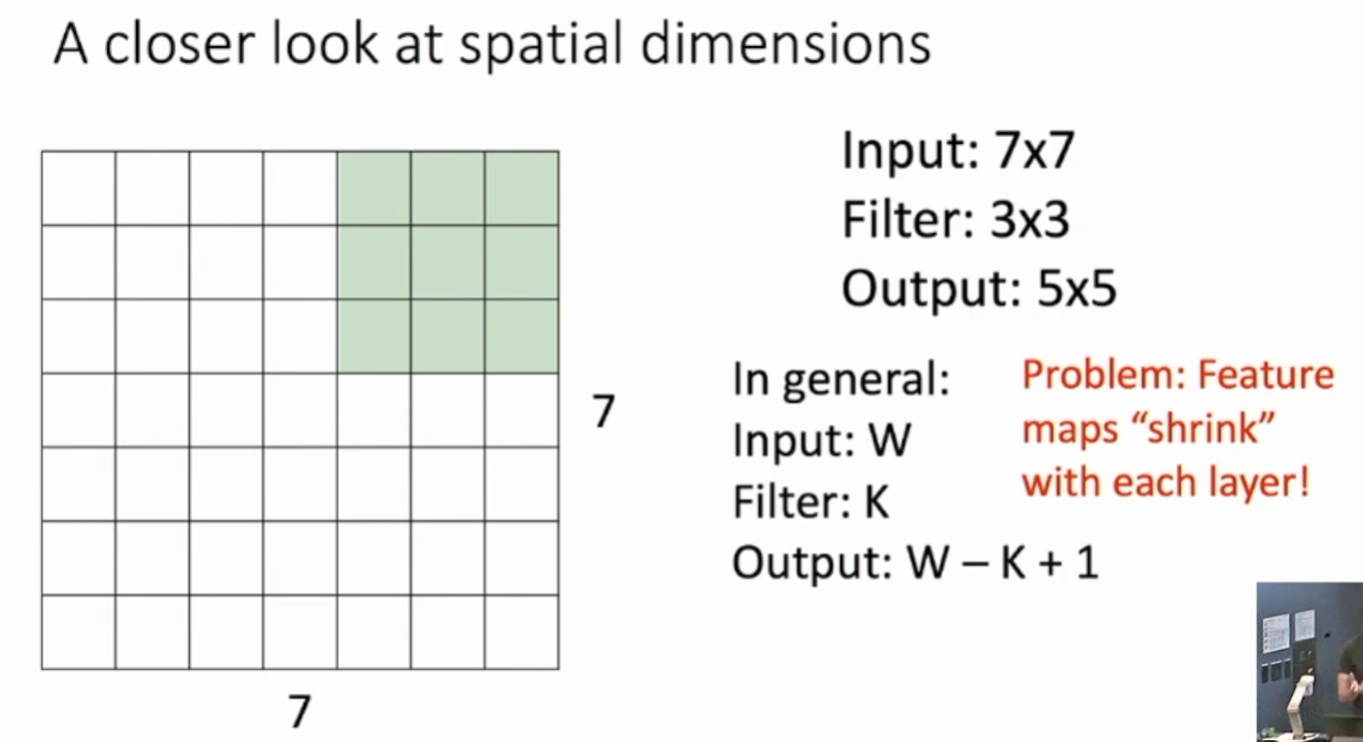 A closer look at spatial dimensions
Input: 7x7
Filter: 3x3
Output: 5x5
7
In general:
Input: W
Filter: K
Output: W – K + 1
Problem: Feature
maps “shrink”
with each layer!
7